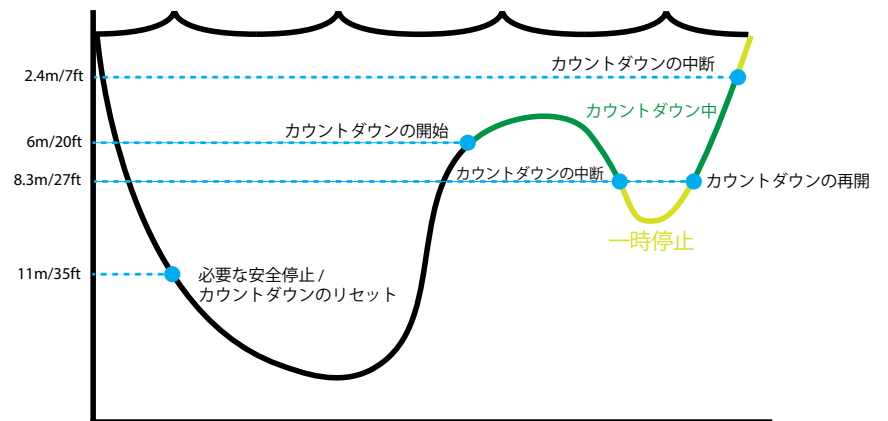 2.4m/7ft
カウントダウンの中断
カウントダウン中
6m/20ft
カウントダウンの開始
8.3m/27ft
カウントダウンの中断
カウントダウンの再開
一時停止
11m/35ft
必要な安全停止 /
カウントダウンのリセット